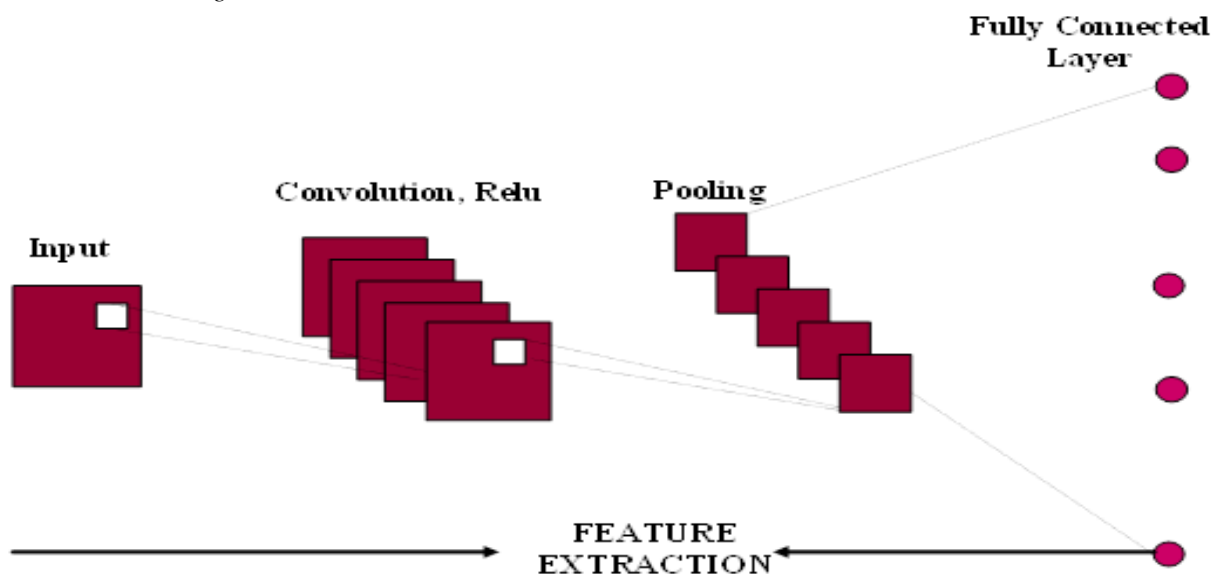 Fully Connected
Layer
Convolution, Relu
Pooling
Input
FEATURE
EXTRACTION